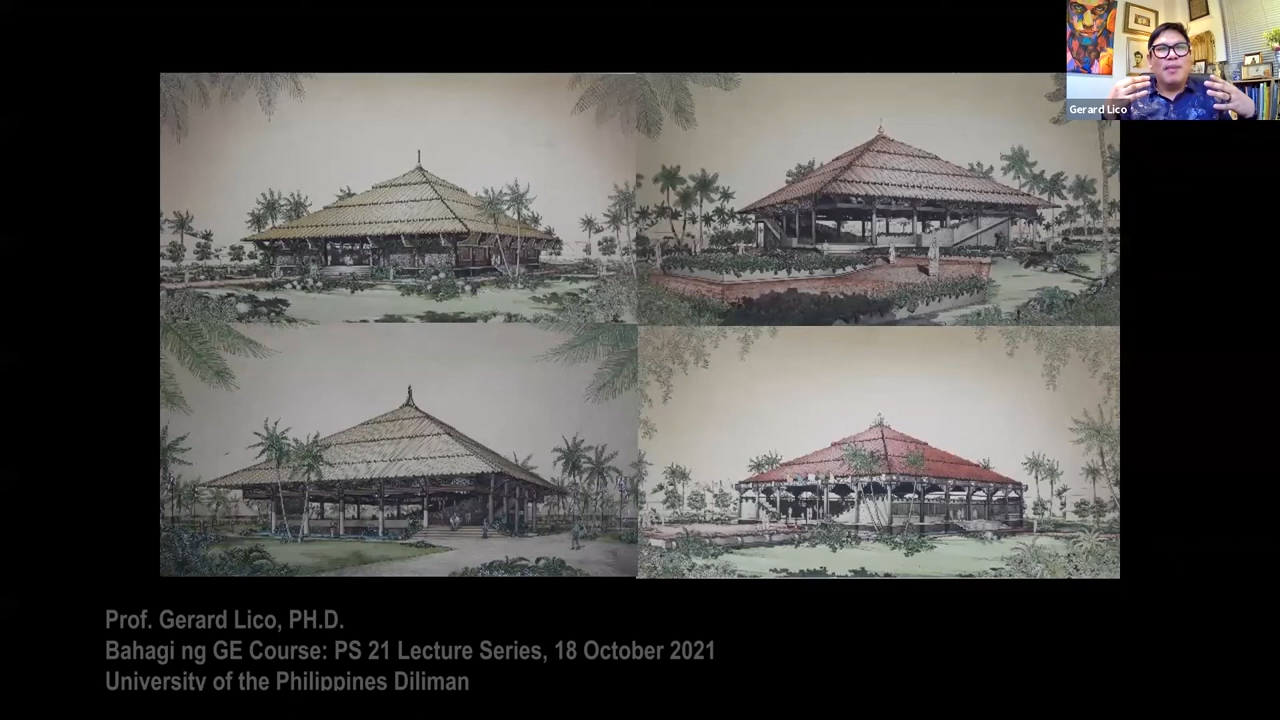 Gerard Lico
Prof. Gerard Lico, PH.D.
Bahagi ng GE Course: PS 21 Lecture Series, 18 October 2021
University of the Philippines Diliman